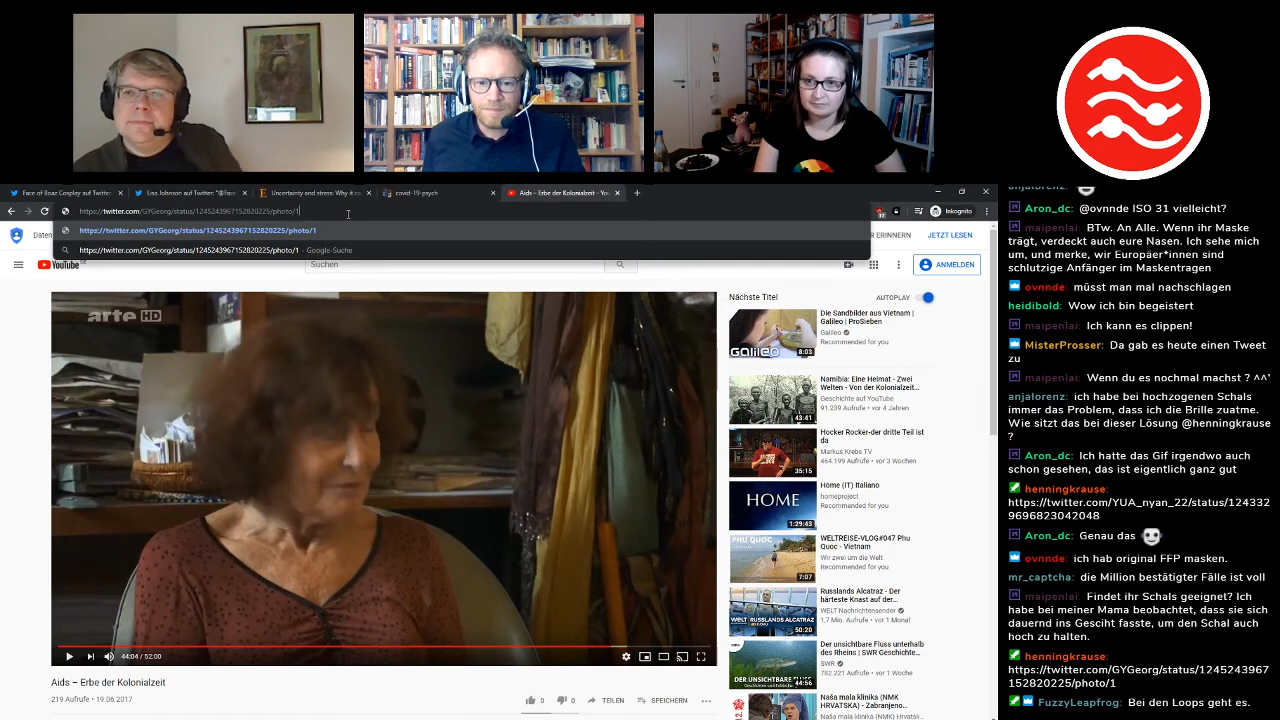 Face of Boaz Cosplay auf Twitter
Lisa Johnson auf Twitter: "@Face
Uncertainty and stress: Why it ca
covid-19-psych
Aids – Erbe der Kolonialzeit - You
https://twitter.com/GYGeorg/status/1245243967152820225/photo/1
Inkognito
https://twitter.com/GYGeorg/status/1245243967152820225/photo/1
https://twitter.com/GYGeorg/status/1245243967152820225/photo/1 - Google-Suche
Daten
R ERINNERN
JETZT LESEN
YouTube
Suchen
ANMELDEN
arte HD
44:04 / 52:00
Aids – Erbe der Kolonialzeit
219 Aufrufe • 19.06.2017
0
0
TEILEN
SPEICHERN
Nächste Titel
AUTOPLAY
Die Sandbilder aus Vietnam |
Galileo | ProSieben
Galileo
Recommended for you
GALILEO
8:03
Namibia: Eine Heimat - Zwei
Welten - Von der Kolonialzeit...
Geschichte auf YouTube
91.239 Aufrufe • vor 4 Jahren
43:41
Hocker Rocker-der dritte Teil ist
da
Markus Krebs TV
464.199 Aufrufe • vor 3 Wochen
35:15
Home (IT) Italiano
homeproject
Recommended for you
HOME
1:29:43
WELTREISE-VLOG#047 Phu
Quoc - Vietnam
Wir zwei um die Welt
Recommended for you
PHU QUOC
7:07
Russlands Alcatraz - Der
härteste Knast auf der...
WELT Nachrichtensender
1,7 Mio. Aufrufe • vor 1 Monat
WELT RUSSLANDS ALCATRAZ
50:20
Der unsichtbare Fluss unterhalb
des Rheins | SWR Geschichte...
SWR
782.221 Aufrufe • vor 1 Woche
DER UNSICHTBARE FLUSS
44:56
Naša mala klinika (NMK
HRVATSKA) - Zabranjeno...
Naša mala klinika (NMK) Hrvatsk...
anjalorenz:
Aron_dc: @ovnnde ISO 31 vielleicht?
maipenlai: BTw. An Alle. Wenn ihr Maske
trägt, verdeckt auch eure Nasen. Ich sehe mich
um, und merke, wir Europäer*innen sind
schlutzige Anfänger im Maskentragen
ovnnde: müsst man mal nachschlagen
heidibold: Wow ich bin begeistert
maipenlai: Ich kann es clippen!
MisterProsser: Da gab es heute einen Tweet
zu
maipenlai: Wenn du es nochmal machst ? ^^'
anjalorenz: ich habe bei hochzogenen Schals
immer das Problem, dass ich die Brille zuatme.
Wie sitzt das bei dieser Lösung @henningkrause
?
Aron_dc: Ich hatte das Gif irgendwo auch
schon gesehen, das ist eigentlich ganz gut
henningkrause:
https://twitter.com/YUA_nyan_22/status/124332
9696823042048
Aron_dc: Genau das
ovnnde: ich hab original FFP masken.
mr_captcha: die Million bestätigter Fälle ist voll
maipenlai: Findet ihr Schals geeignet? Ich
habe bei meiner Mama beobachtet, dass sie sich
dauernd ins Gesciht fasste, um den Schal auch
hoch zu halten.
henningkrause:
https://twitter.com/GYGeorg/status/1245243967
152820225/photo/1
FuzzyLeapfrog: Bei den Loops geht es.